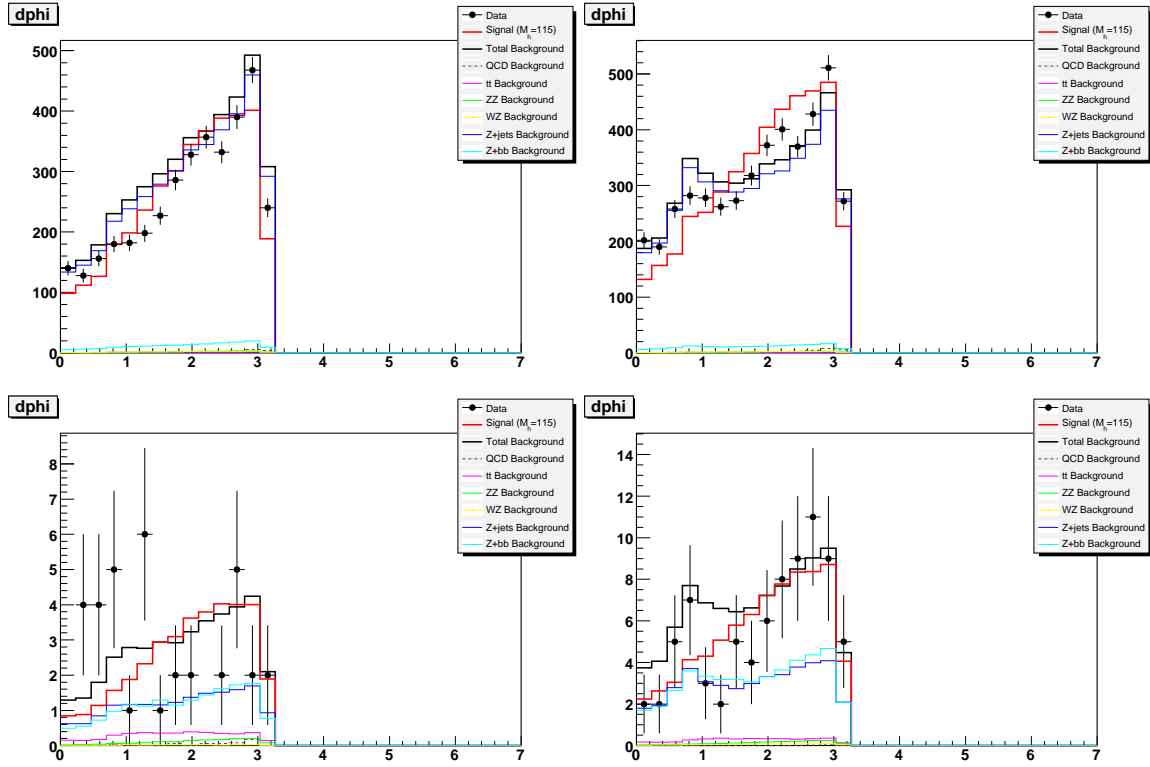 dphi
Data
Signal (M_h=115)
Total Background
QCD Background
tt Background
ZZ Background
WZ Background
Z+jets Background
Z+bb Background
500
400
300
200
100
0
0 1 2 3 4 5 6 7
dphi
Data
Signal (M_h=115)
Total Background
QCD Background
tt Background
ZZ Background
WZ Background
Z+jets Background
Z+bb Background
500
400
300
200
100
0
0 1 2 3 4 5 6 7
dphi
Data
Signal (M_h=115)
Total Background
QCD Background
tt Background
ZZ Background
WZ Background
Z+jets Background
Z+bb Background
8
7
6
5
4
3
2
1
0
0 1 2 3 4 5 6 7
dphi
Data
Signal (M_h=115)
Total Background
QCD Background
tt Background
ZZ Background
WZ Background
Z+jets Background
Z+bb Background
14
12
10
8
6
4
2
0
0 1 2 3 4 5 6 7